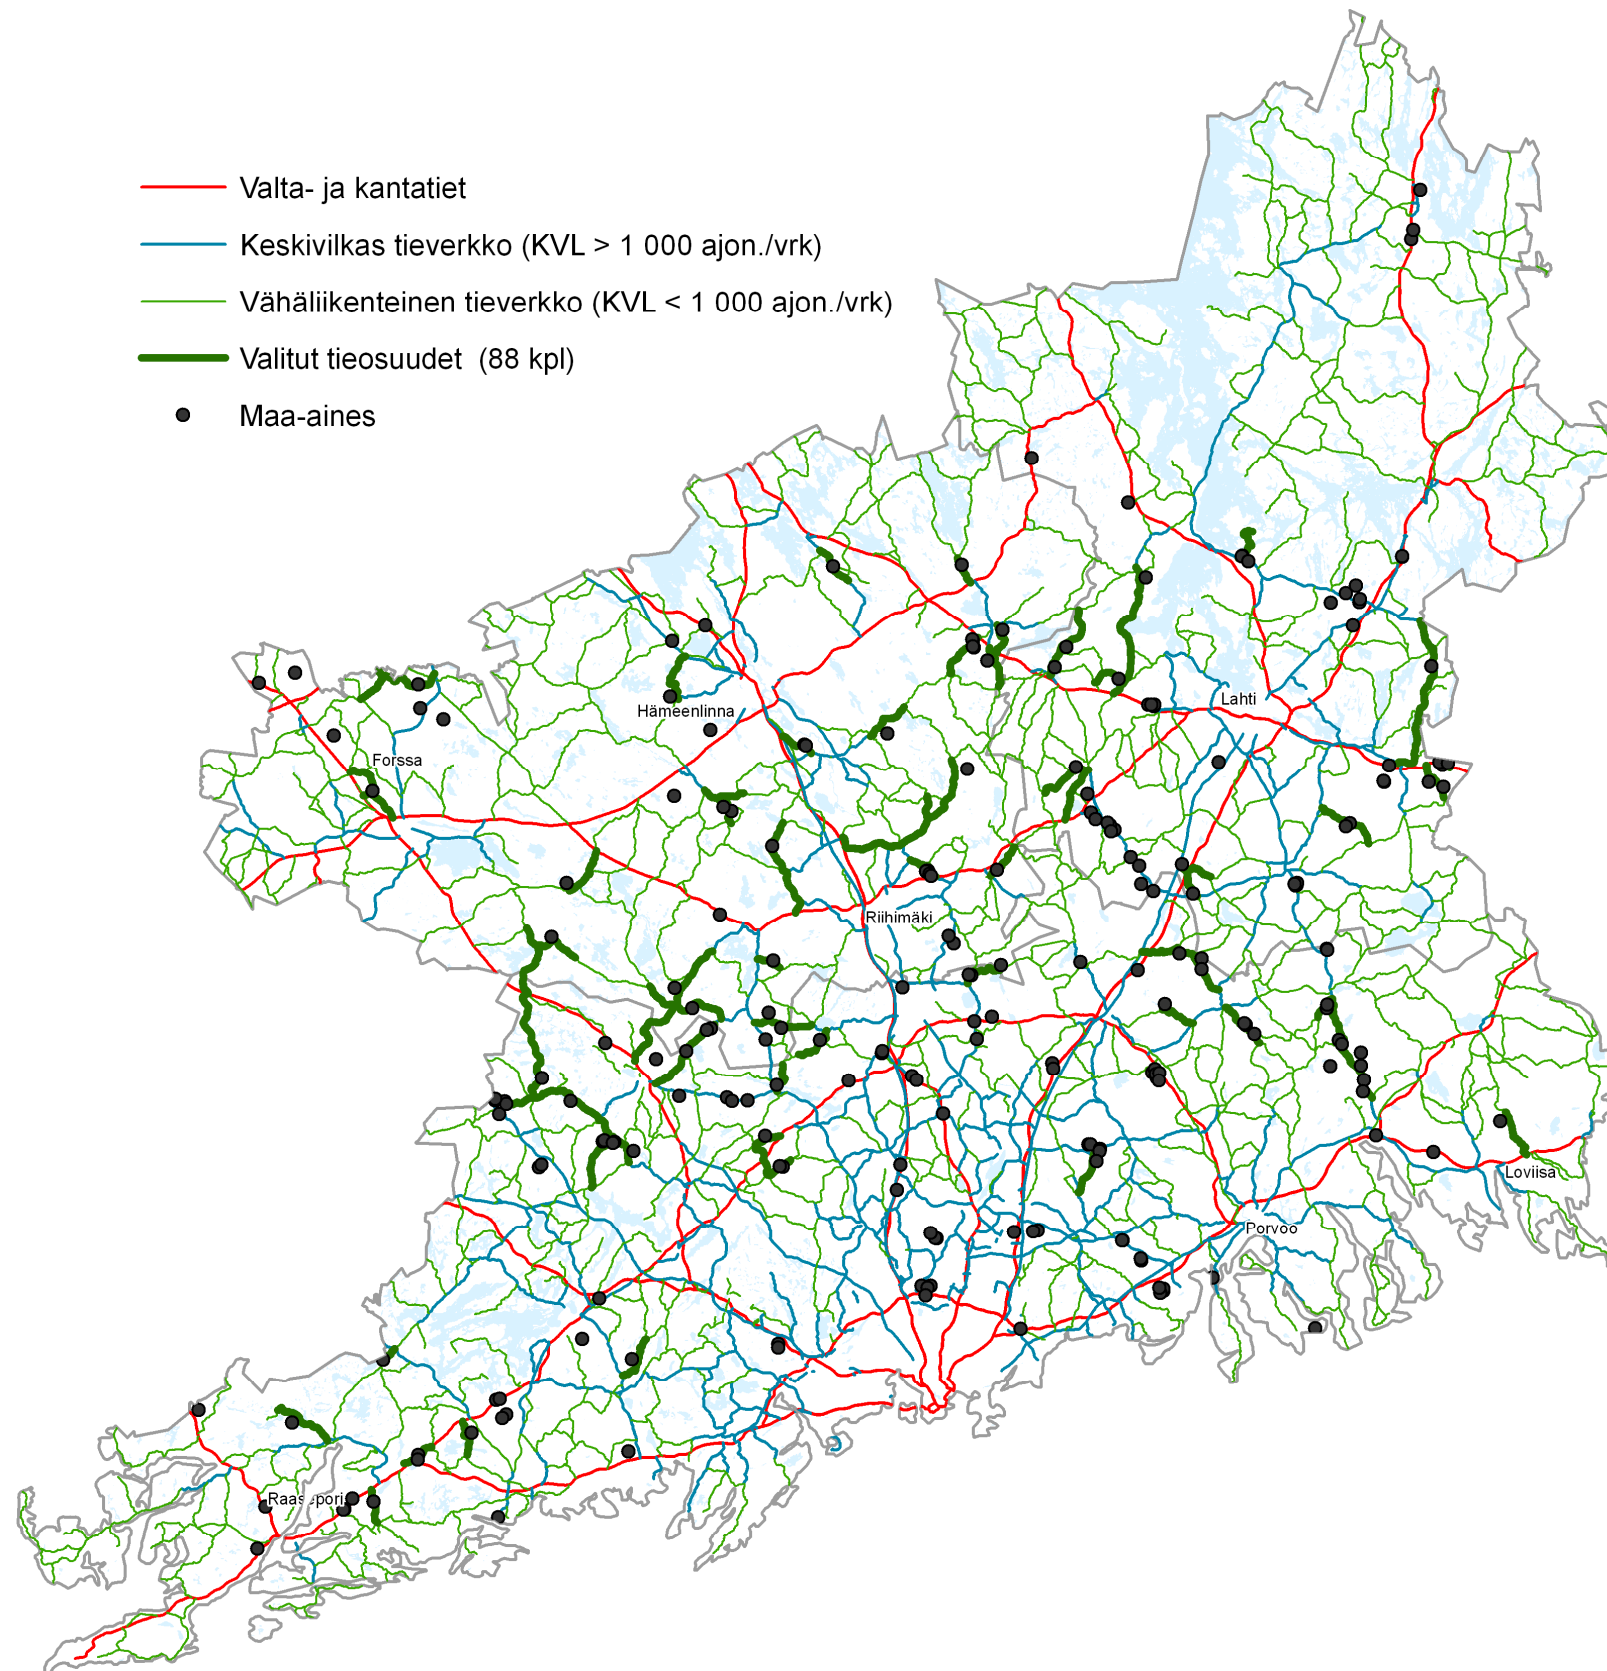 Valta- ja kantatiet
Keskivilkas tieverkko (KVL > 1 000 ajon./vrk)
Vähäliikenteinen tieverkko (KVL < 1 000 ajon./vrk)
Valitut tieosuudet (88 kpl)
Maa-aines
Lahti
Hämeenlinna
Forssa
Riihimäki
Loviisa
Porvoo
Raasepori